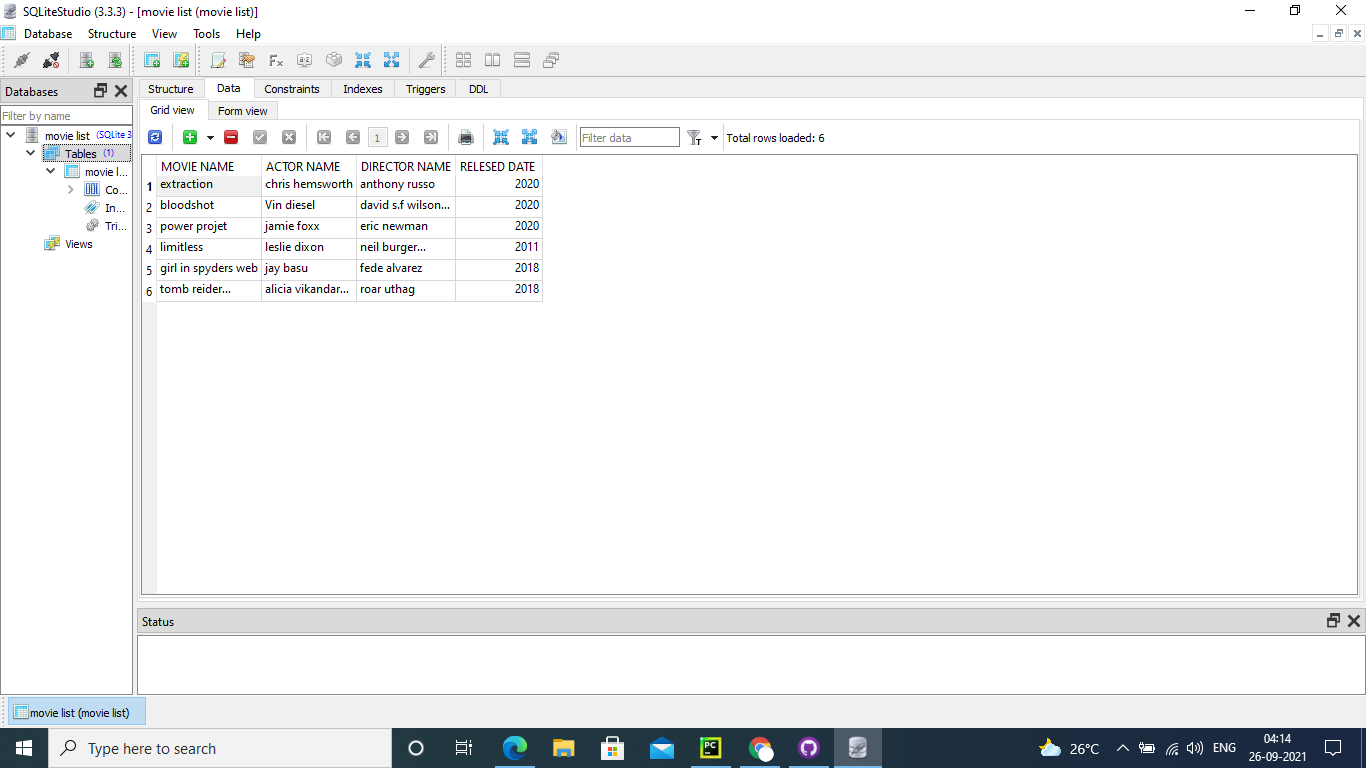 SQLiteStudio (3.3.3) - [movie list (movie list)]
Database Structure View Tools Help
Databases
Filter by name
movie list (SQLite 3
Tables (1)
movie l...
Co...
In...
Tri...
Views
Structure Data Constraints Indexes Triggers DDL
Grid view Form view
1 Filter data Total rows loaded: 6
MOVIE NAME ACTOR NAME DIRECTOR NAME RELESED DATE
1 extraction chris hemsworth anthony russo 2020
2 bloodshot Vin diesel david s.f wilson... 2020
3 power projet jamie foxx eric newman 2020
4 limitless leslie dixon neil burger... 2011
5 girl in spyders web jay basu fede alvarez 2018
6 tomb reider... alicia vikandar... roar uthag 2018
Status
movie list (movie list)
Type here to search
PC
26°C
ENG
04:14
26-09-2021